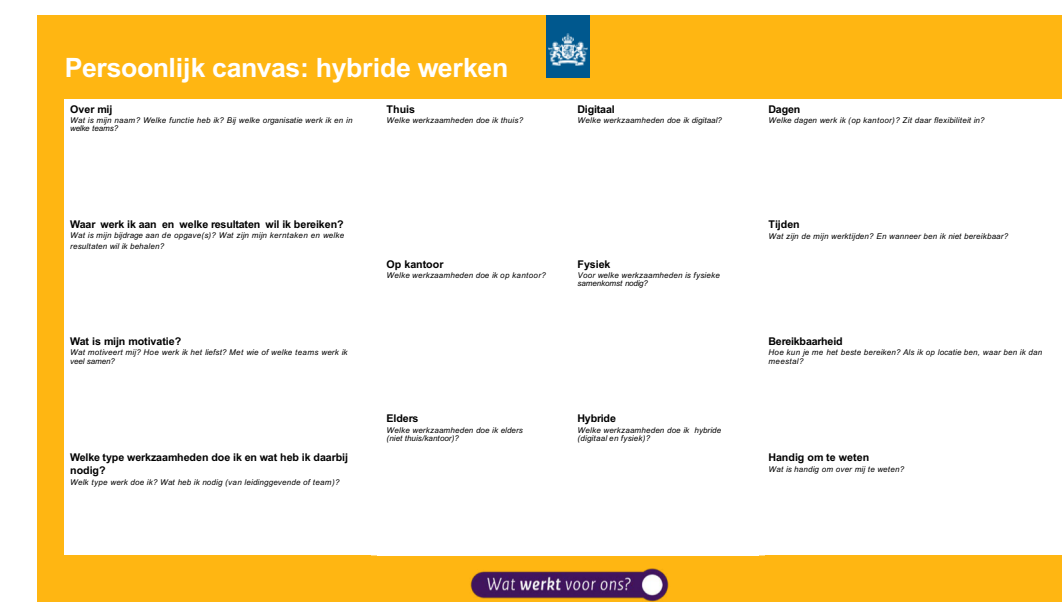 Persoonlijk canvas: hybride werken
Over mij
Wat is mijn naam? Welke functie heb ik? Bij welke organisatie werk ik en in
welke teams?
Waar werk ik aan en welke resultaten wil ik bereiken?
Wat is mijn bijdrage aan de opgave(s)? Wat zijn mijn kerntaken en welke
resultaten wil ik behalen?
Wat is mijn motivatie?
Wat motiveert mij? Hoe werk ik het liefst? Met wie of welke teams werk ik
veel samen?
Welke type werkzaamheden doe ik en wat heb ik daarbij
nodig?
Welk type werk doe ik? Wat heb ik nodig (van leidinggevende of team)?
Thuis
Welke werkzaamheden doe ik thuis?
Op kantoor
Welke werkzaamheden doe ik op kantoor?
Elders
Welke werkzaamheden doe ik elders
(niet thuis/kantoor)?
Digitaal
Welke werkzaamheden doe ik digitaal?
Fysiek
Voor welke werkzaamheden is fysieke
samenkomst nodig?
Hybride
Welke werkzaamheden doe ik hybride
(digitaal en fysiek)?
Dagen
Welke dagen werk ik (op kantoor)? Zit daar flexibiliteit in?
Tijden
Wat zijn de mijn werktijden? En wanneer ben ik niet bereikbaar?
Bereikbaarheid
Hoe kun je me het beste bereiken? Als ik op locatie ben, waar ben ik dan
meestal?
Handig om te weten
Wat is handig om over mij te weten?
Wat werkt voor ons?